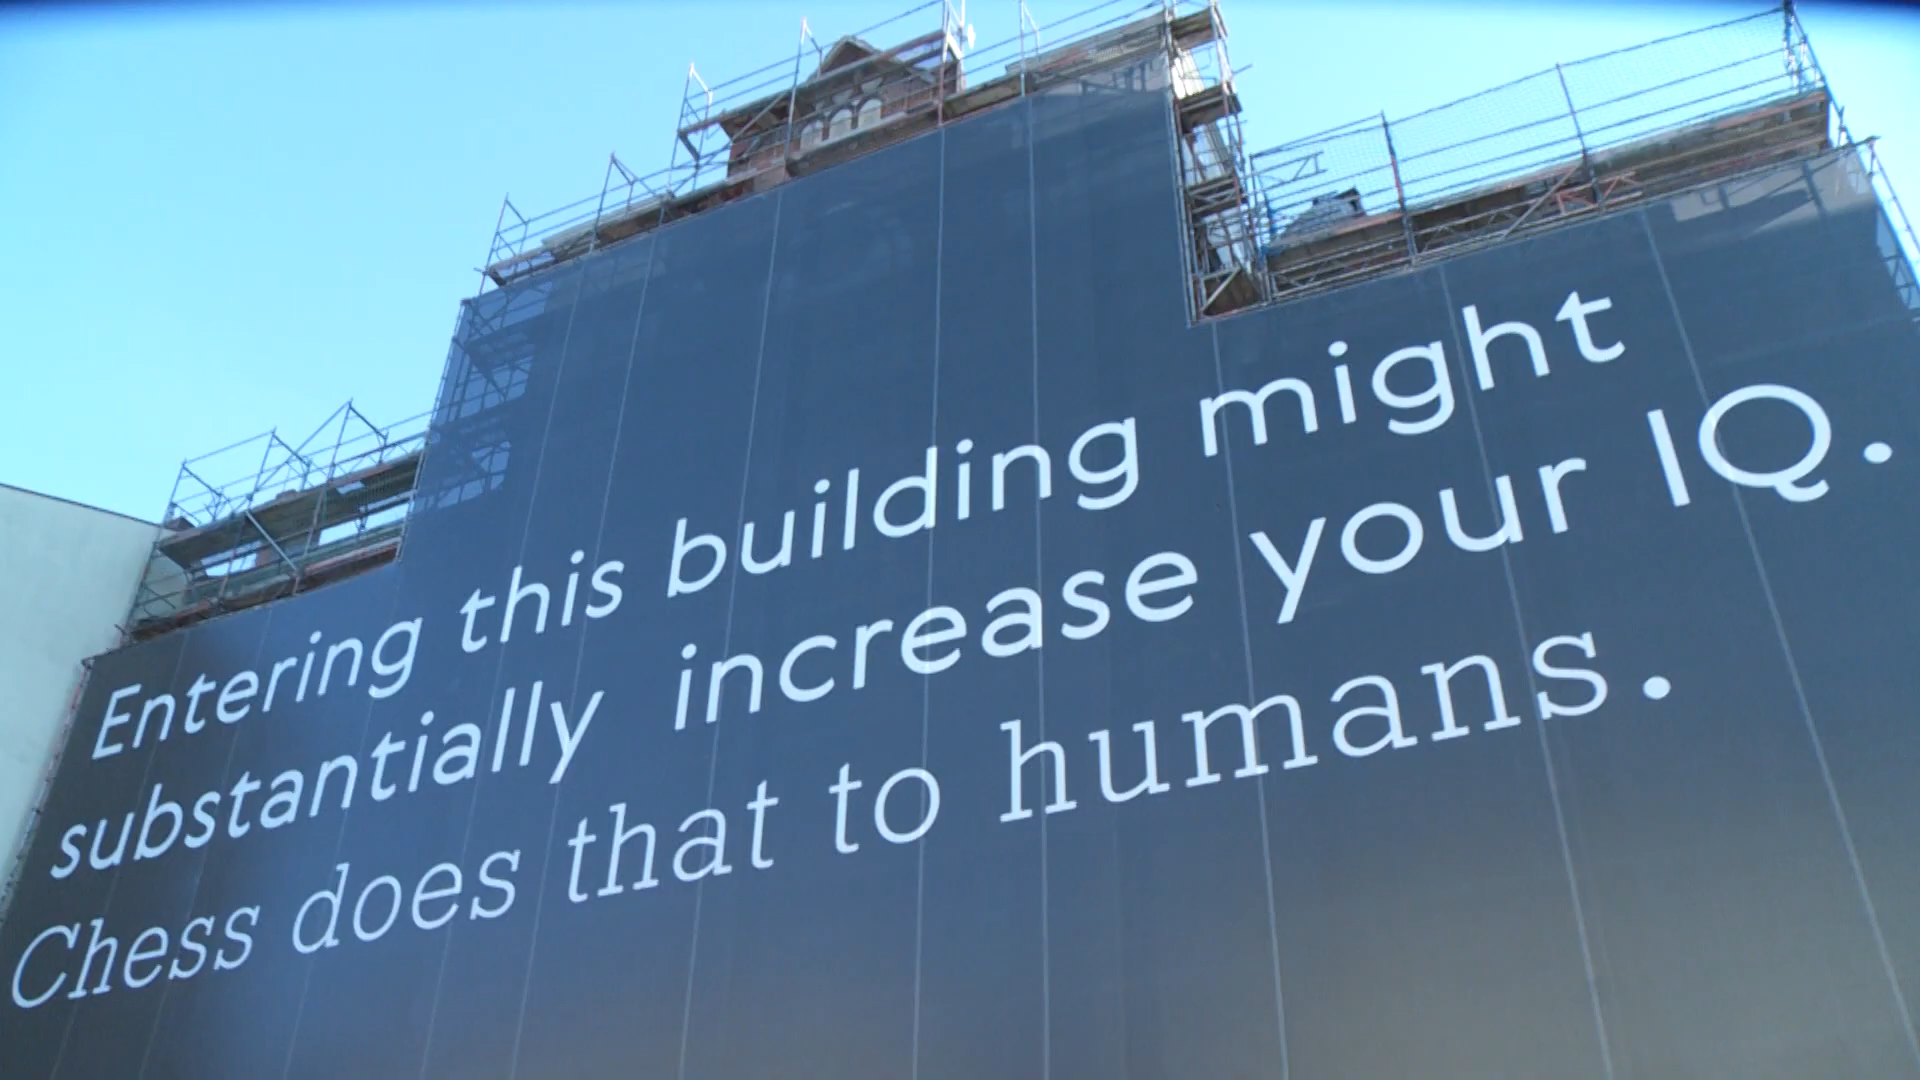 Entering this building might
substantially increase your IQ.
Chess does that to humans.